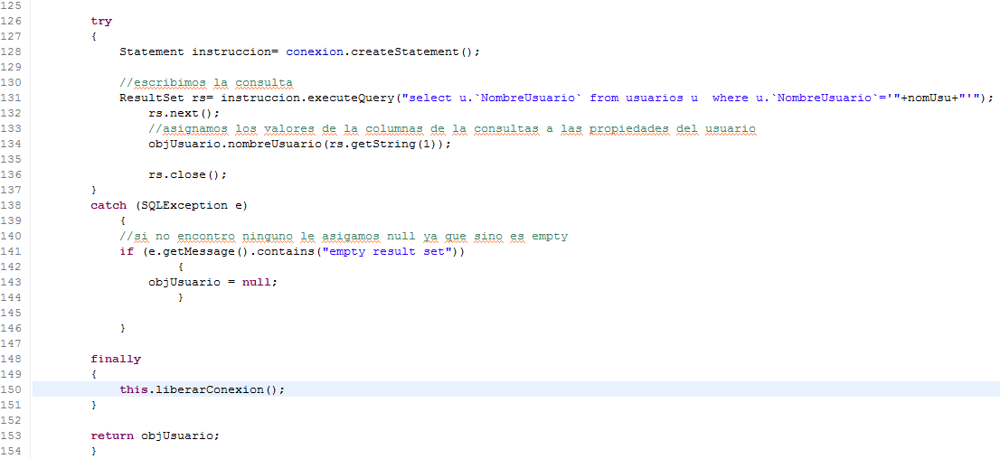 125
126 try
127 {
128 Statement instruccion= conexion.createStatement();
129
130 //escribimos la consulta
131 ResultSet rs= instruccion.executeQuery("select u.`NombreUsuario` from usuarios u  where u.`NombreUsuario`='"+nomUsu+"'");
132 rs.next();
133 //asignamos los valores de la columnas de la consultas a las propiedades del usuario
134 objUsuario.nombreUsuario(rs.getString(1));
135
136 rs.close();
137 }
138 catch (SQLException e)
139 {
140 //si no encontro ninguno le asigamos null ya que sino es empty
141 if (e.getMessage().contains("empty result set"))
142 {
143 objUsuario = null;
144 }
145
146 }
147
148 finally
149 {
150 this.liberarConexion();
151 }
152
153 return objUsuario;
154 }